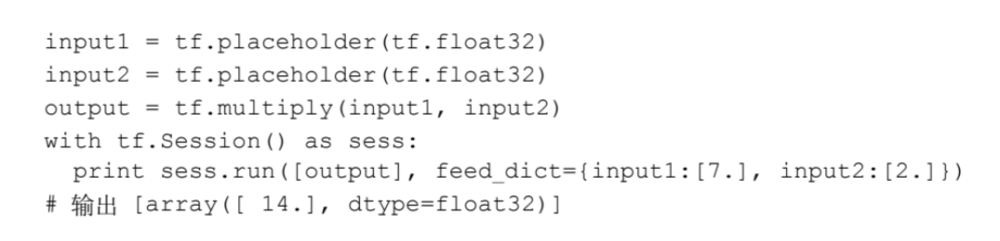 input1 = tf.placeholder(tf.float32)
input2 = tf.placeholder(tf.float32)
output = tf.multiply(input1, input2)
with tf.Session() as sess:
  print sess.run([output], feed_dict={input1:[7.], input2:[2.]})
# 输出 [array([ 14.], dtype=float32)]